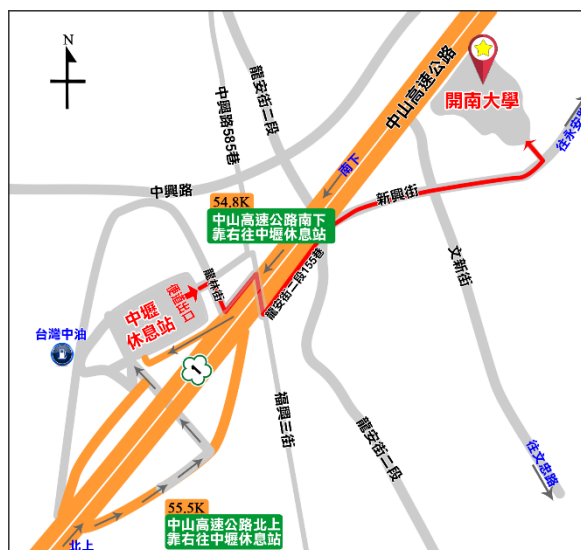 N
中興路585巷
龍安街二段
中山高速公路
開南大學
往永安路
南下
中興路
新興街
54.8K
中山高速公路南下
靠右往中壢休息站
文新街
龍林街
便道出口
中壢
休息站
龍安街二段155巷
台灣中油
1
福興三街
龍安街二段
往文忠路
55.5K
中山高速公路北上
靠右往中壢休息站
北上